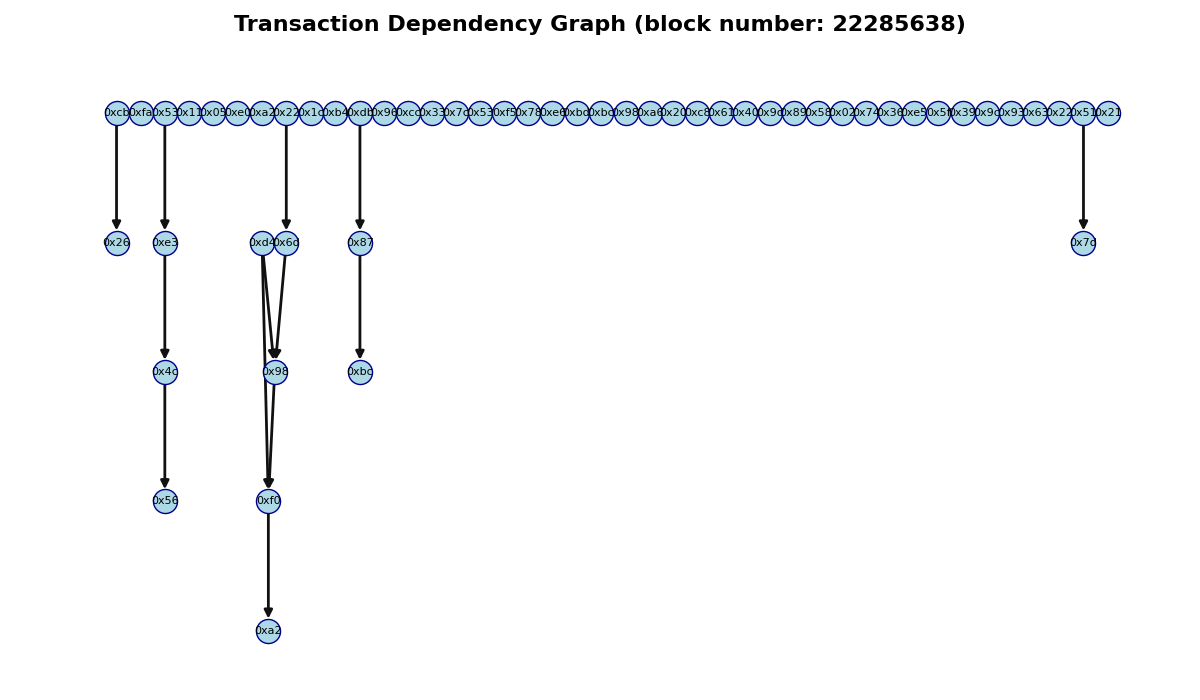 Transaction Dependency Graph (block number: 22285638)
0xcb 0xfa 0x53 0x11 0x05 0xe0 0xa2 0x22 0x1c 0xb4 0xdb 0x96 0xcc 0x33 0x7c 0x53 0xf5 0x78 0xe6 0xbd 0xbd 0x98 0xa6 0x20 0xc8 0x61 0x40 0x9d 0x89 0x58 0x02 0x74 0x36 0xe5 0x5f 0x39 0x9c 0x93 0x63 0x22 0x51 0x21
0x26 0xe3 0xd4 0x6d 0x87 0x7d
0x4c 0x98 0xbc
0x56 0xf0
0xa2